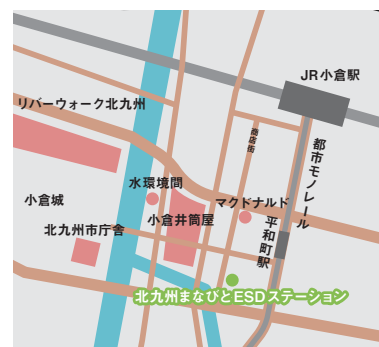 JR小倉駅
リバーウォーク北九州
商店街
都市モノレール
水環境間
マクドナルド
小倉城
小倉井筒屋
平和町駅
北九州市庁舎
北九州まなびとESDステーション